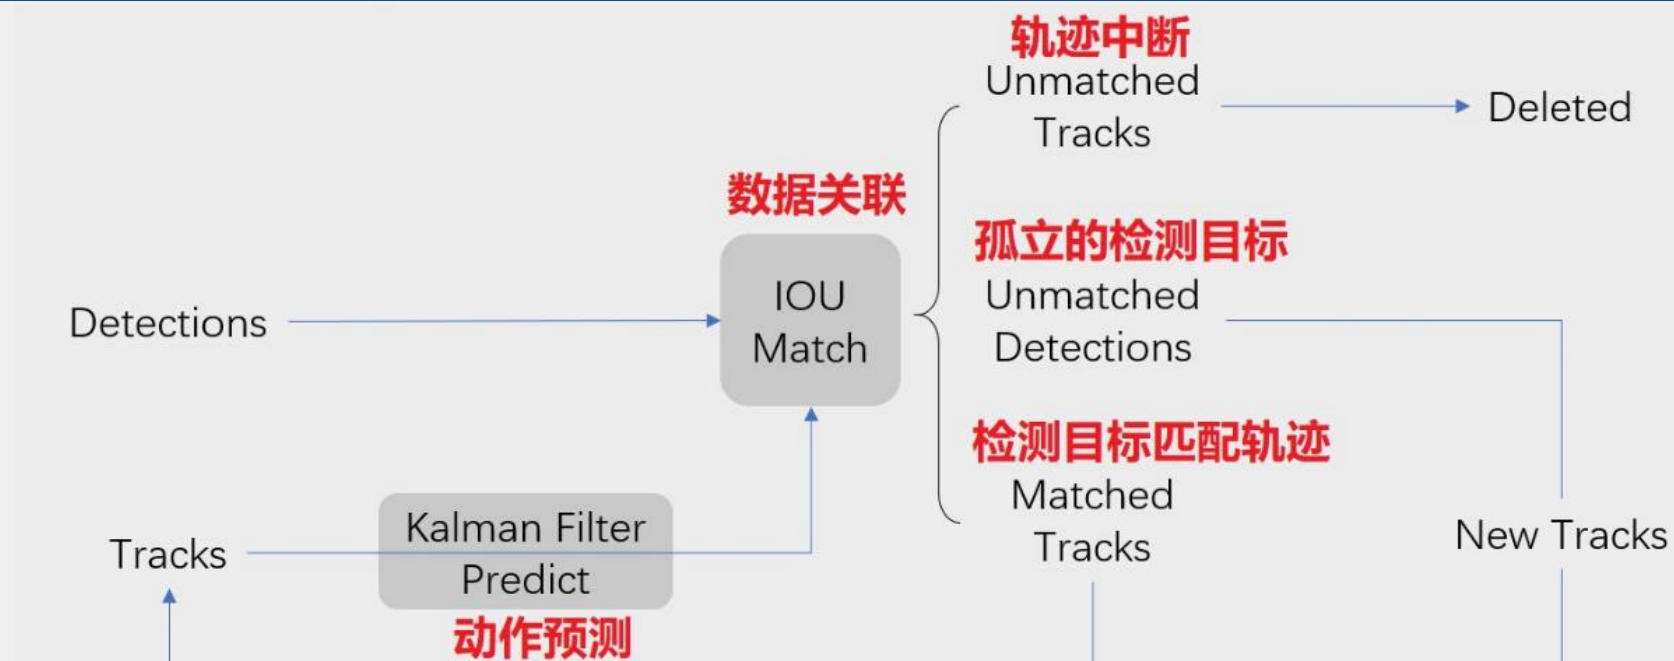 轨迹中断
Unmatched
Tracks
Deleted
数据关联
IOU
Match
孤立的检测目标
Unmatched
Detections
Detections
检测目标匹配轨迹
Matched
Tracks
New Tracks
Tracks
Kalman Filter
Predict
动作预测